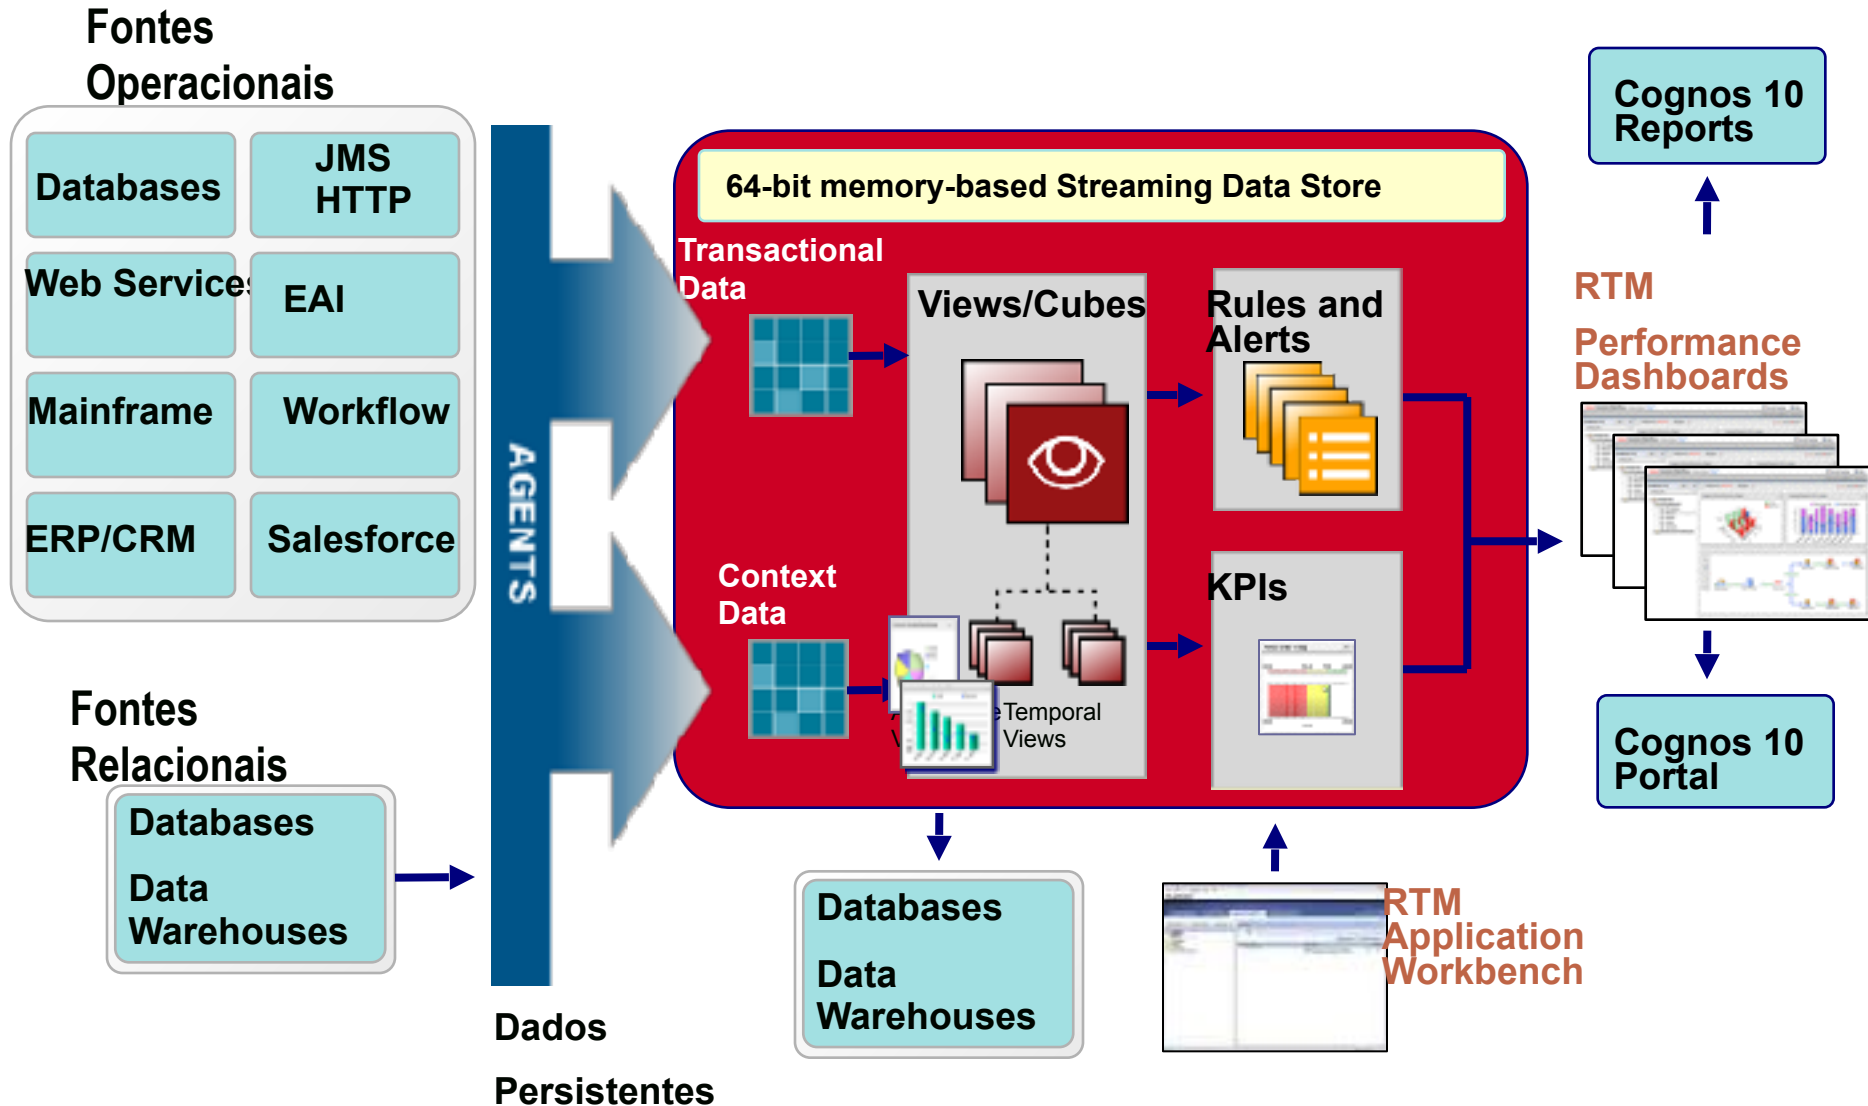 Fontes
Operacionais
Databases
JMS
HTTP
Web Services
EAI
Mainframe
Workflow
ERP/CRM
Salesforce
Fontes
Relacionais
Databases
Data
Warehouses
AGENTS
Dados
Persistentes
64-bit memory-based Streaming Data Store
Transactional
Data
Context
Data
Views/Cubes
Temporal
Views
Rules and
Alerts
KPIs
Databases
Data
Warehouses
RTM
Application
Workbench
Cognos 10
Reports
RTM
Performance
Dashboards
Cognos 10
Portal